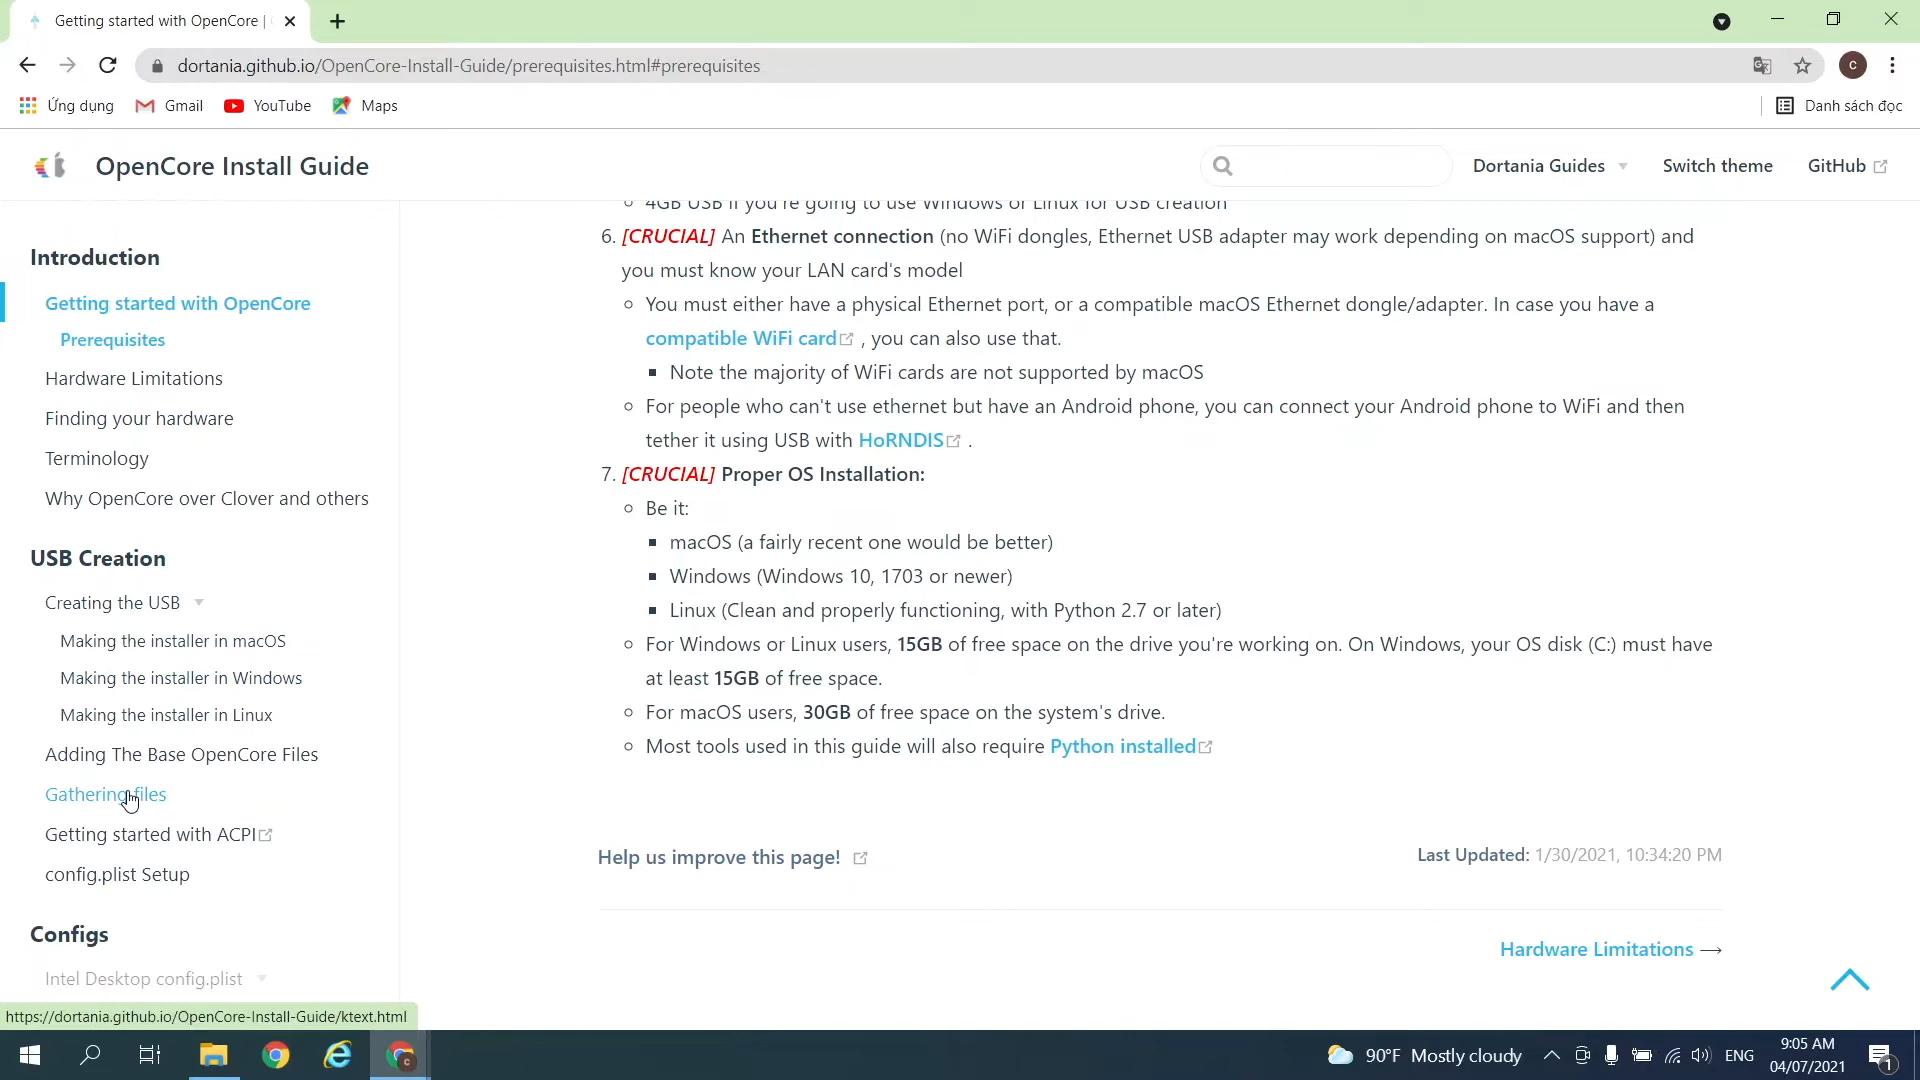 Getting started with OpenCore |
dortania.github.io/OpenCore-Install-Guide/prerequisites.html#prerequisites
C
Ứng dụng
Gmail
YouTube
Maps
Danh sách đọc
OpenCore Install Guide
Dortania Guides
Switch theme
GitHub
Introduction
Getting started with OpenCore
Prerequisites
Hardware Limitations
Finding your hardware
Terminology
Why OpenCore over Clover and others
USB Creation
Creating the USB
Making the installer in macOS
Making the installer in Windows
Making the installer in Linux
Adding The Base OpenCore Files
Gathering files
Getting started with ACPI
config.plist Setup
Configs
Intel Desktop config.plist
4GB USB if you're going to use Windows or Linux for USB creation
6. [CRUCIAL] An Ethernet connection (no WiFi dongles, Ethernet USB adapter may work depending on macOS support) and
you must know your LAN card's model
You must either have a physical Ethernet port, or a compatible macOS Ethernet dongle/adapter. In case you have a
compatible WiFi card , you can also use that.
Note the majority of WiFi cards are not supported by macOS
For people who can't use ethernet but have an Android phone, you can connect your Android phone to WiFi and then
tether it using USB with HoRNDIS .
7. [CRUCIAL] Proper OS Installation:
Be it:
macOS (a fairly recent one would be better)
Windows (Windows 10, 1703 or newer)
Linux (Clean and properly functioning, with Python 2.7 or later)
For Windows or Linux users, 15GB of free space on the drive you're working on. On Windows, your OS disk (C:) must have
at least 15GB of free space.
For macOS users, 30GB of free space on the system's drive.
Most tools used in this guide will also require Python installed
Help us improve this page!
Last Updated: 1/30/2021, 10:34:20 PM
Hardware Limitations →
https://dortania.github.io/OpenCore-Install-Guide/ktext.html
90°F Mostly cloudy
ENG
9:05 AM
04/07/2021
1